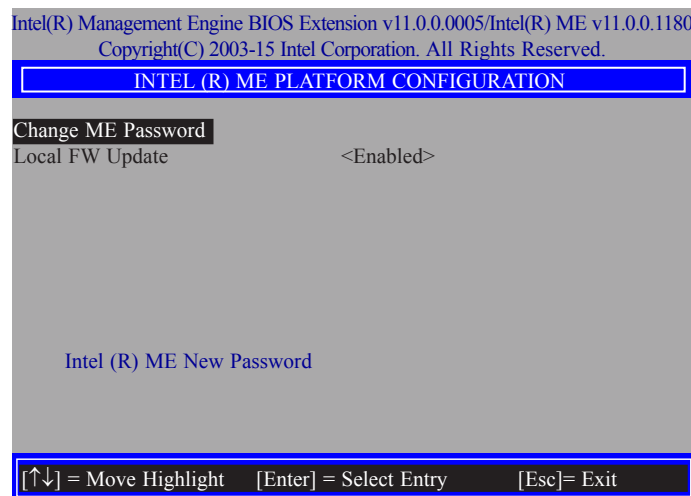 Intel(R) Management Engine BIOS Extension v11.0.0.0005/Intel(R) ME v11.0.0.1180
Copyright(C) 2003-15 Intel Corporation. All Rights Reserved.
INTEL (R) ME PLATFORM CONFIGURATION
Change ME Password
Local FW Update <Enabled>
Intel (R) ME New Password
[↑↓] = Move Highlight [Enter] = Select Entry [Esc]= Exit